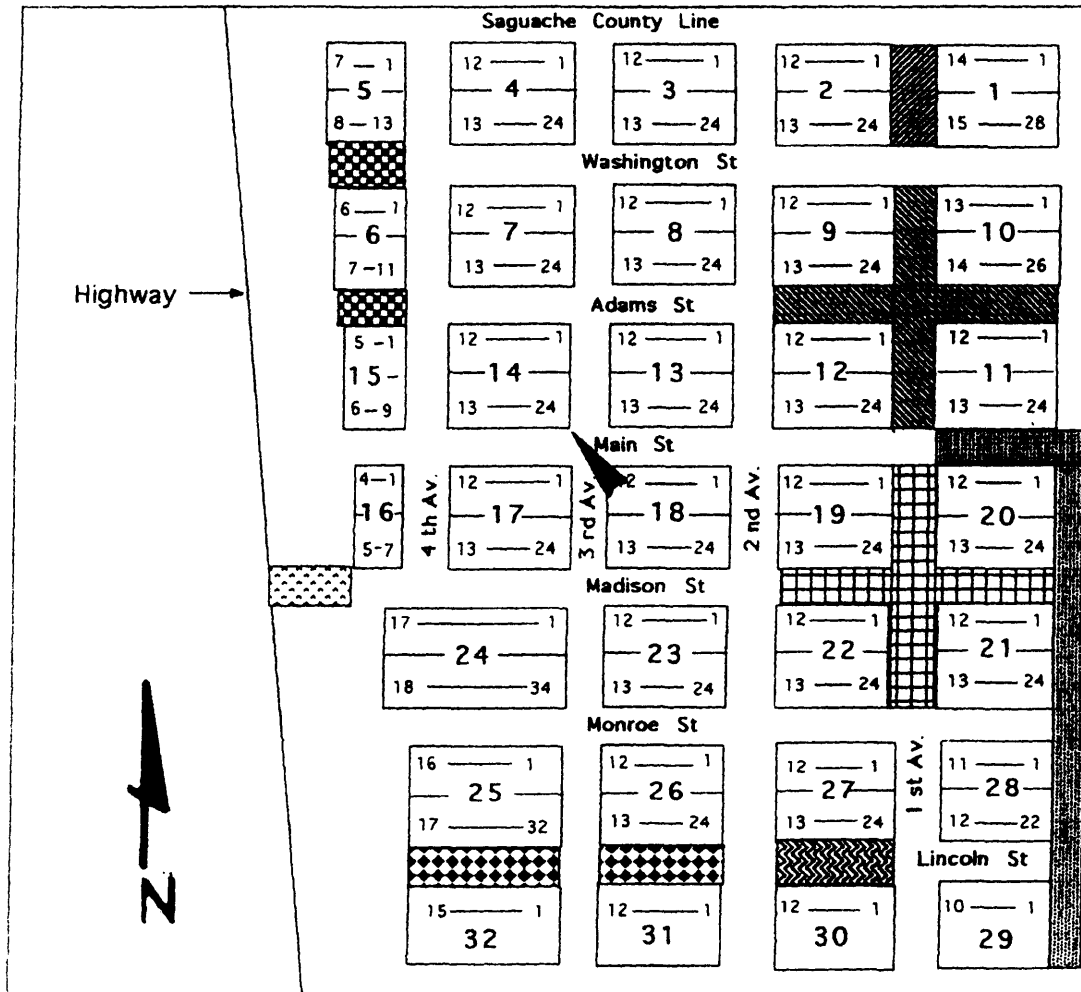 Saguache County Line
7 — 1 12 — 1 12 — 1 12 — 1 14 — 1
5 4 3 2 1
8 — 13 13 — 24 13 — 24 13 — 24 15 — 28
Washington St
6 — 1 12 — 1 12 — 1 12 — 1 13 — 1
6 7 8 9 10
7 - 11 13 — 24 13 — 24 13 — 24 14 — 26
Highway
Adams St
5 - 1 12 — 1 12 — 1 12 — 1 12 — 1
15 14 13 12 11
6 - 9 13 — 24 13 — 24 13 — 24 13 — 24
Main St
4 — 1 12 — 1 12 — 1 12 — 1 12 — 1
16 4 th Av. 17 3 rd Av. 18 2 nd Av. 19 20
5 - 7 13 — 24 13 — 24 13 — 24 13 — 24
Madison St
17 — 1 12 — 1 12 — 1 12 — 1
24 23 22 21
18 — 34 13 — 24 13 — 24 13 — 24
Monroe St
16 — 1 12 — 1 12 — 1 11 — 1
25 26 27 1 st Av. 28
17 — 32 13 — 24 13 — 24 12 — 22
Lincoln St
15 — 1 12 — 1 12 — 1 10 — 1
32 31 30 29
N